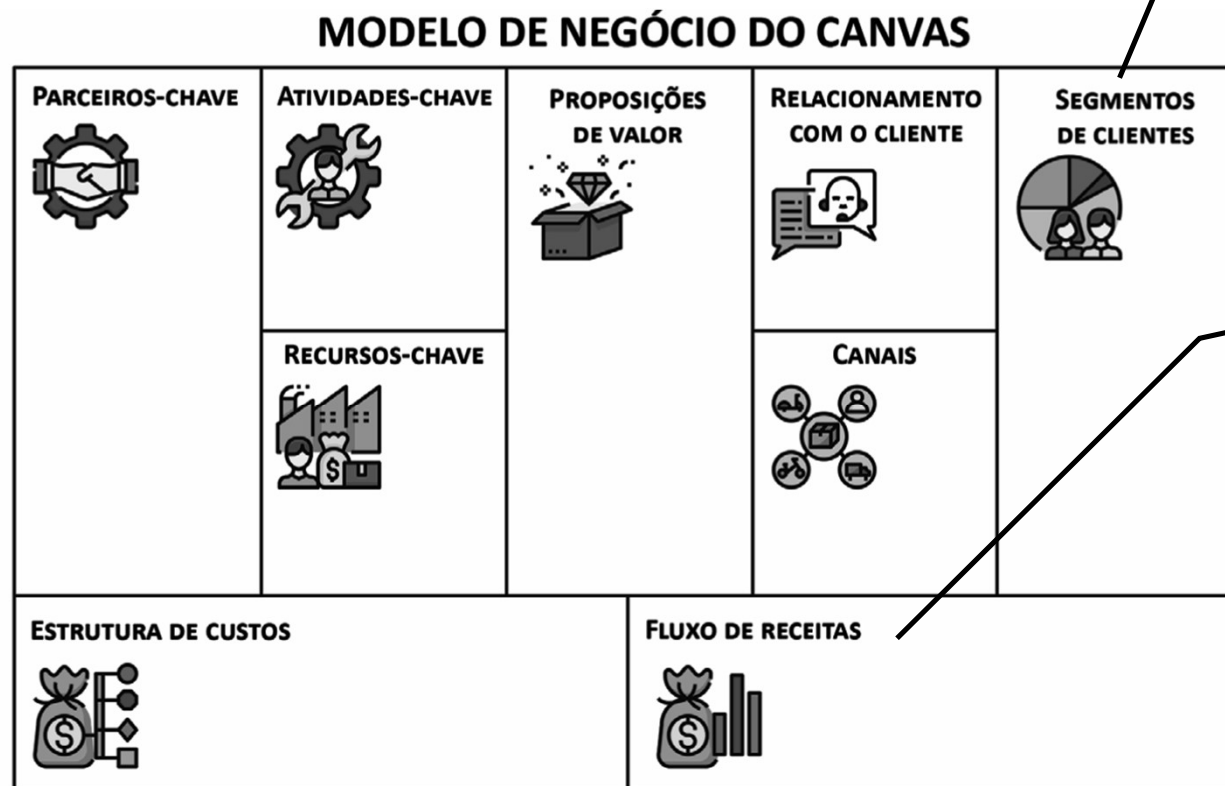 MODELO DE NEGÓCIO DO CANVAS
PARCEIROS-CHAVE
ATIVIDADES-CHAVE
PROPOSIÇÕES
DE VALOR
RELACIONAMENTO
COM O CLIENTE
SEGMENTOS
DE CLIENTES
RECURSOS-CHAVE
$
CANAIS
ESTRUTURA DE CUSTOS
$
FLUXO DE RECEITAS
$